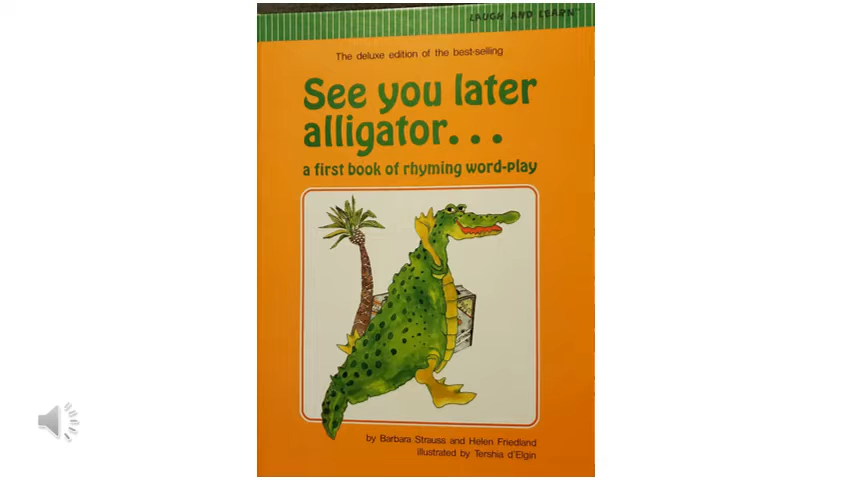 LAUGH AND LEARN™
The deluxe edition of the best-selling
See you later
alligator...
a first book of rhyming word-play
by Barbara Strauss and Helen Friedland
illustrated by Tershia d'Elgin